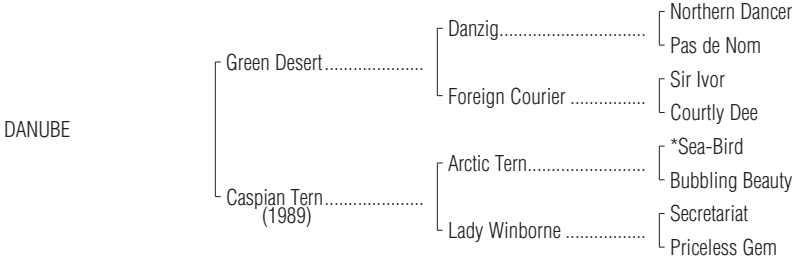 Northern Dancer
Danzig..............................
Pas de Nom
Green Desert.....................
Sir Ivor
Foreign Courier ................
Courtly Dee
DANUBE
*Sea-Bird
Arctic Tern.........................
Bubbling Beauty
Caspian Tern.....................
(1989)
Secretariat
Lady Winborne .................
Priceless Gem